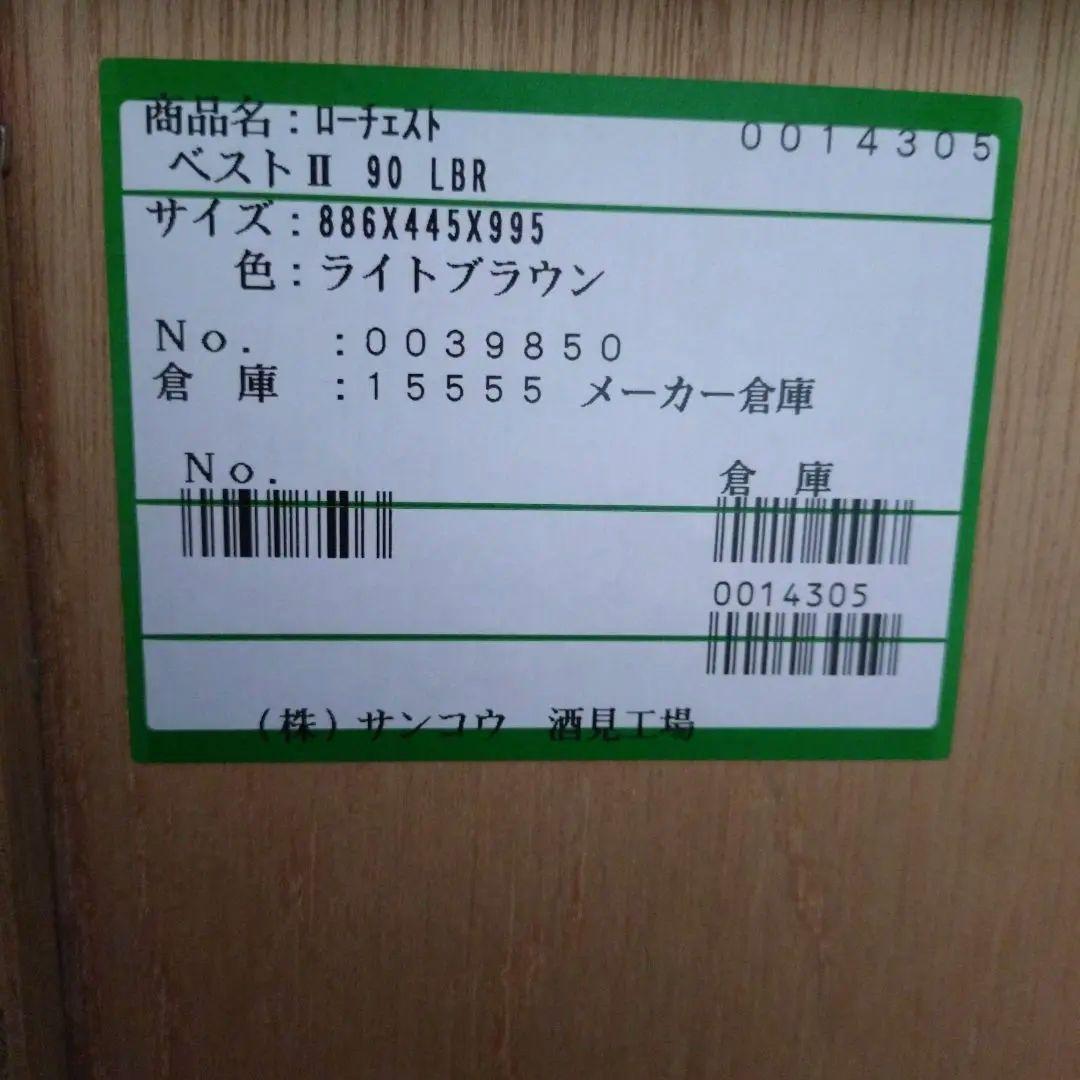 商品名：ﾛｰﾁｪｽﾄ
0014305
ベストⅡ 90 LBR
サイズ：886X445X995
色：ライトブラウン
Ｎｏ．：0039850
倉　庫：15555 メーカー倉庫
Ｎｏ．
倉　庫
0014305
（株）サンコウ　酒見工場